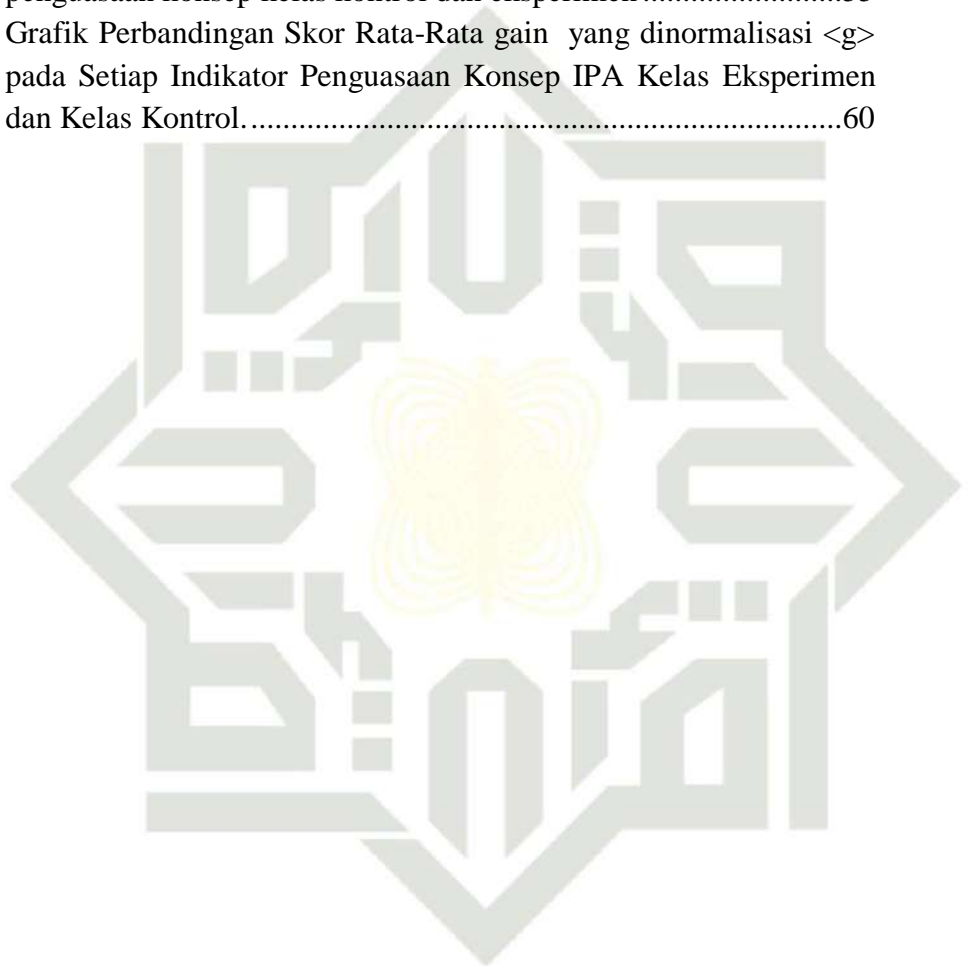 Grafik Perbandingan Skor Rata-Rata gain yang dinormalisasi <g>
pada Setiap Indikator Penguasaan Konsep IPA Kelas Eksperimen
dan Kelas Kontrol. ................................................................60